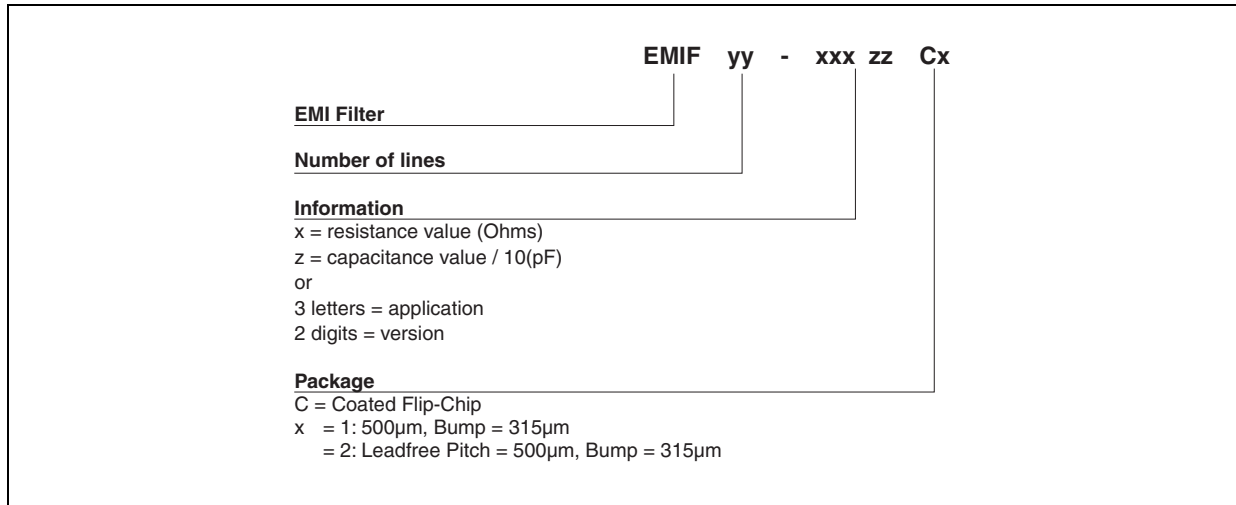 EMIF yy - xxx zz Cx
EMI Filter
Number of lines
Information
x = resistance value (Ohms)
z = capacitance value / 10(pF)
or
3 letters = application
2 digits = version
Package
C = Coated Flip-Chip
x = 1: 500µm, Bump = 315µm
= 2: Leadfree Pitch = 500µm, Bump = 315µm